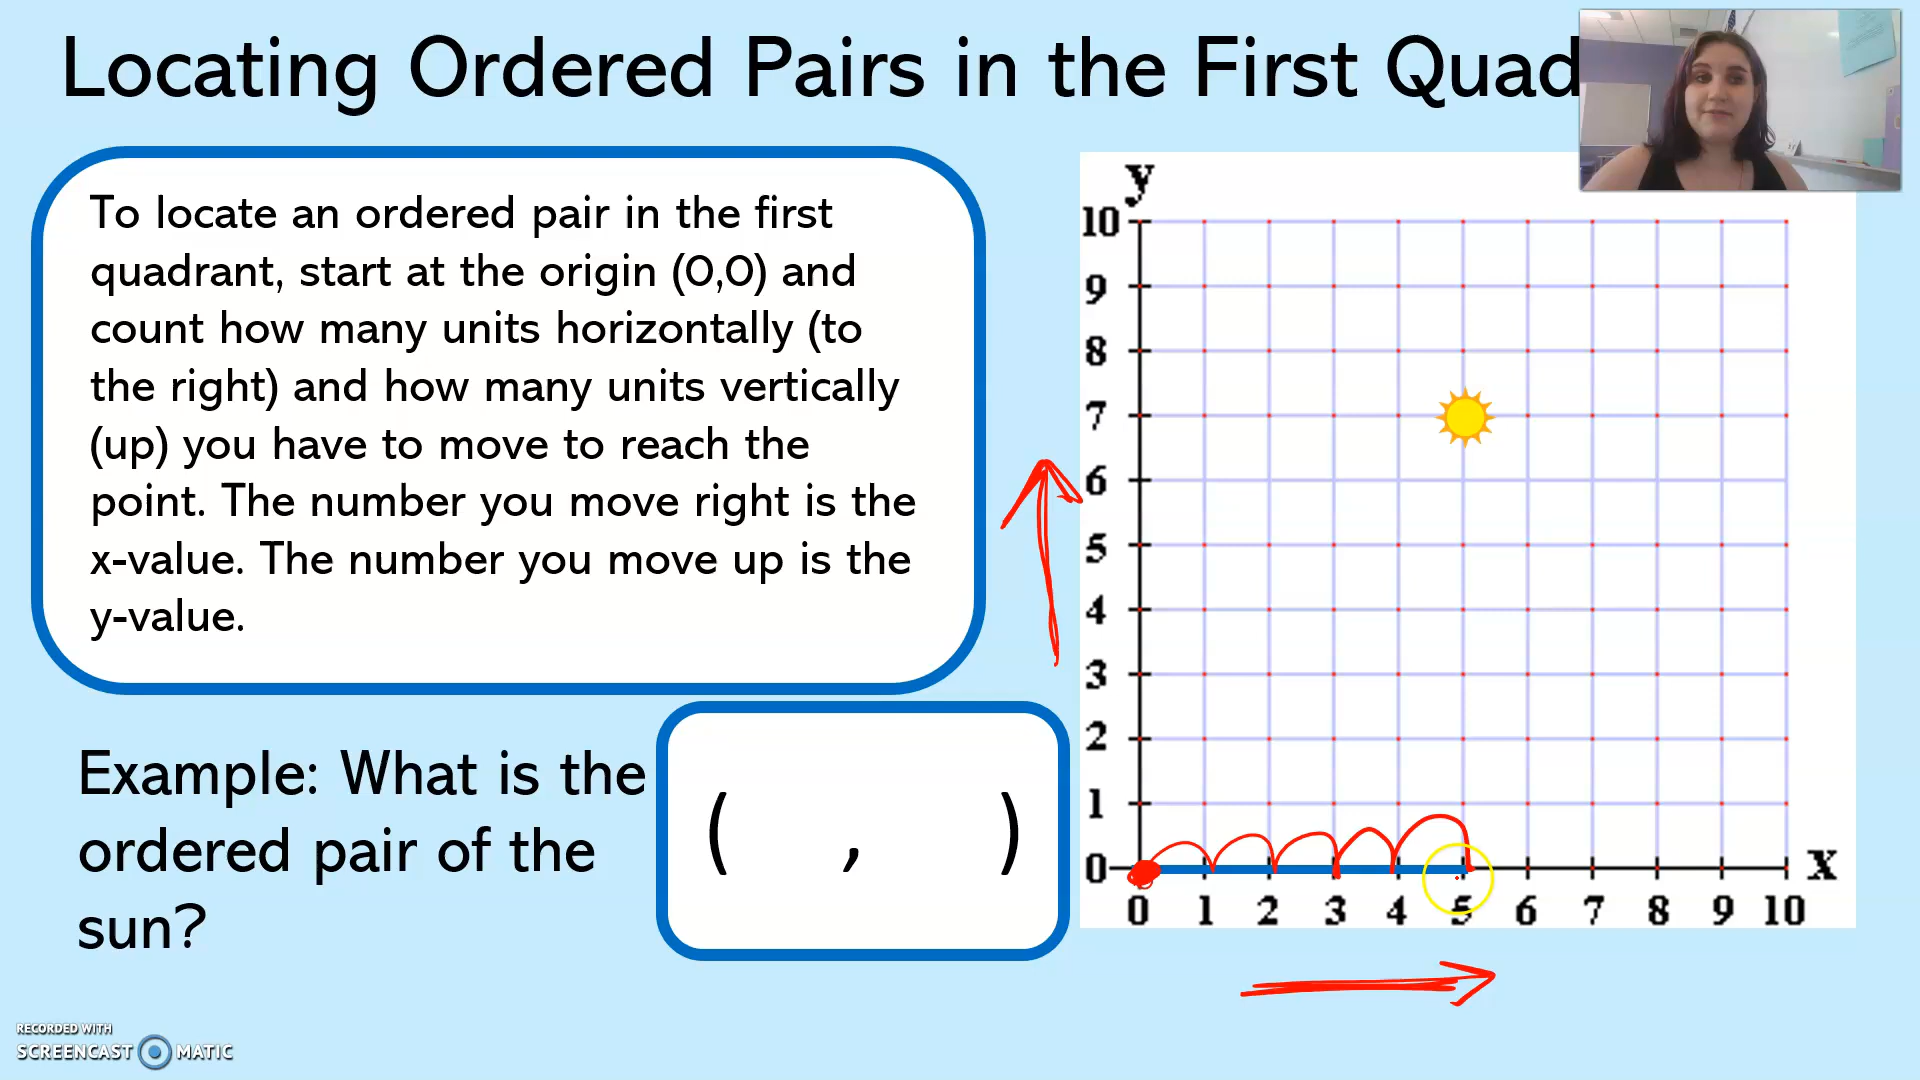 Locating Ordered Pairs in the First Quad
To locate an ordered pair in the first
quadrant, start at the origin (0,0) and
count how many units horizontally (to
the right) and how many units vertically
(up) you have to move to reach the
point. The number you move right is the
x-value. The number you move up is the
y-value.
Example: What is the
ordered pair of the
sun?
( , )
y
10
9
8
7
6
5
4
3
2
1
0
x
0 1 2 3 4 5 6 7 8 9 10
RECORDED WITH
SCREENCAST MATIC